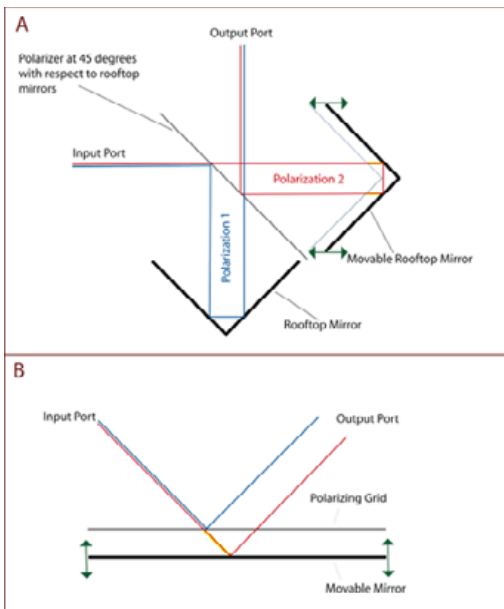 A
Output Port
Polarizer at 45 degrees
with respect to rooftop
mirrors
Input Port
Polarization 2
Polarization 1
Movable Rooftop Mirror
Rooftop Mirror
B
Input Port
Output Port
Polarizing Grid
Movable Mirror